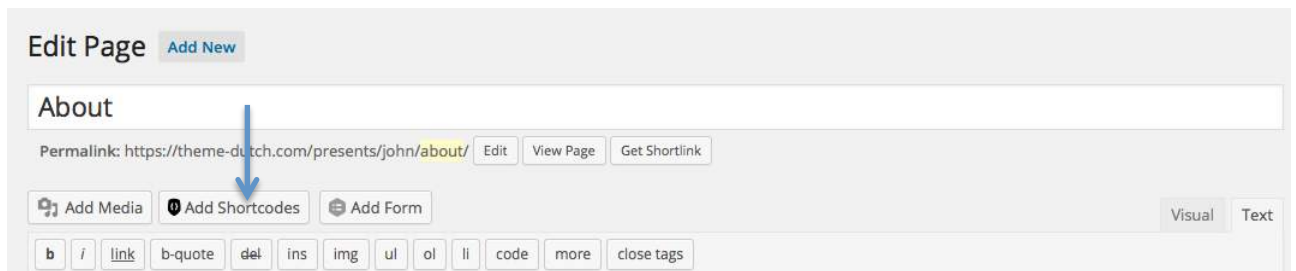 Edit Page Add New
About
Permalink: https://theme-dutch.com/presents/john/about/ Edit View Page Get Shortlink
Add Media Add Shortcodes Add Form Visual Text
b i link b-quote del ins img ul ol li code more close tags